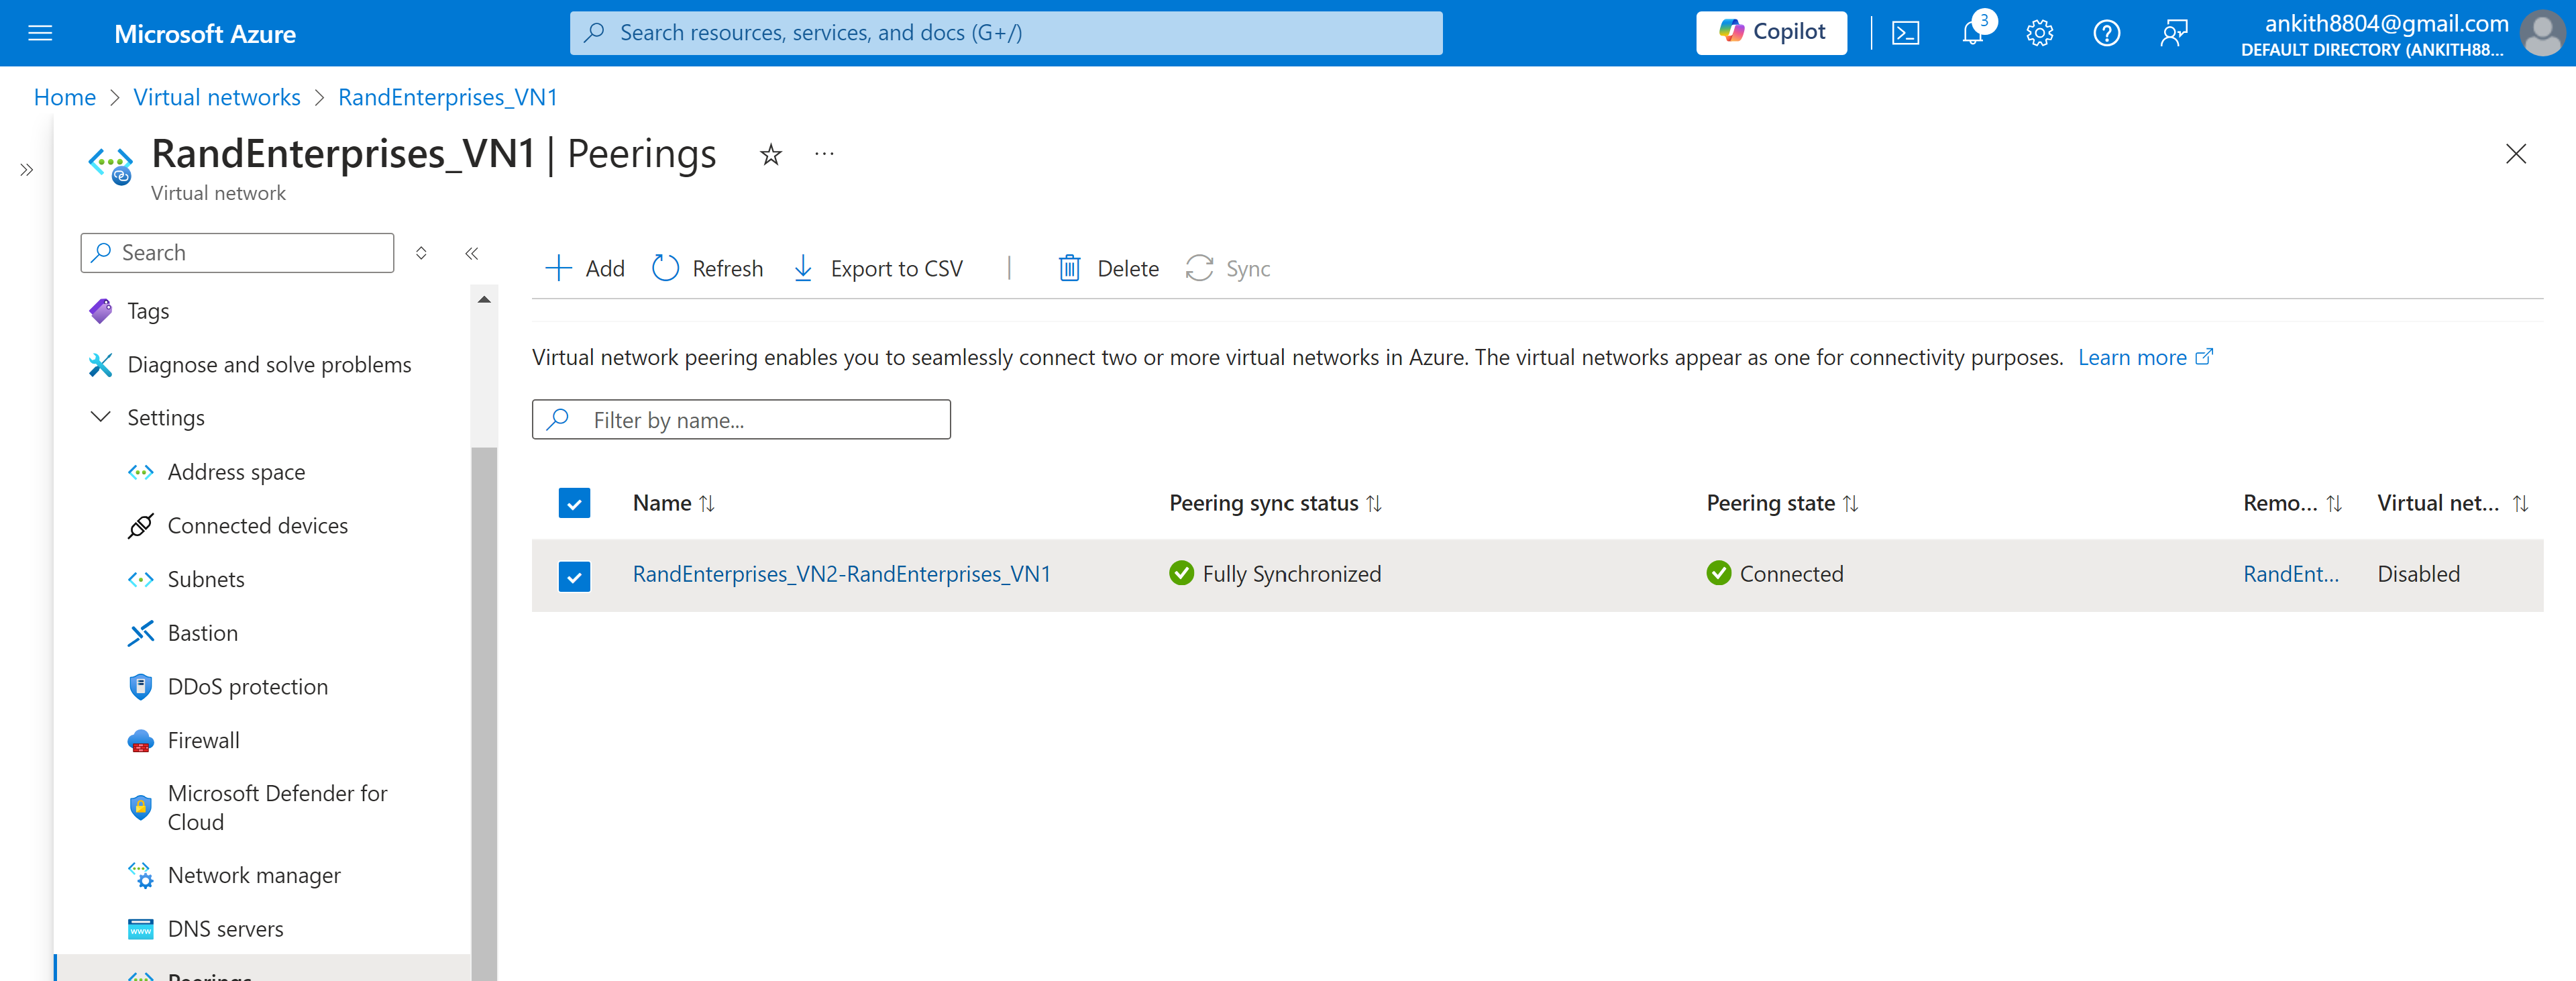 Microsoft Azure
Search resources, services, and docs (G+/)
Copilot
3
ankith8804@gmail.com
DEFAULT DIRECTORY (ANKITH88...
Home > Virtual networks > RandEnterprises_VN1
RandEnterprises_VN1 | Peerings
Virtual network
Search
Tags
Diagnose and solve problems
Settings
Address space
Connected devices
Subnets
Bastion
DDoS protection
Firewall
Microsoft Defender for
Cloud
Network manager
DNS servers
Peerings
Add Refresh Export to CSV | Delete Sync
Virtual network peering enables you to seamlessly connect two or more virtual networks in Azure. The virtual networks appear as one for connectivity purposes. Learn more
Filter by name...
Name Peering sync status Peering state Remo... Virtual net...
RandEnterprises_VN2-RandEnterprises_VN1 Fully Synchronized Connected RandEnt... Disabled